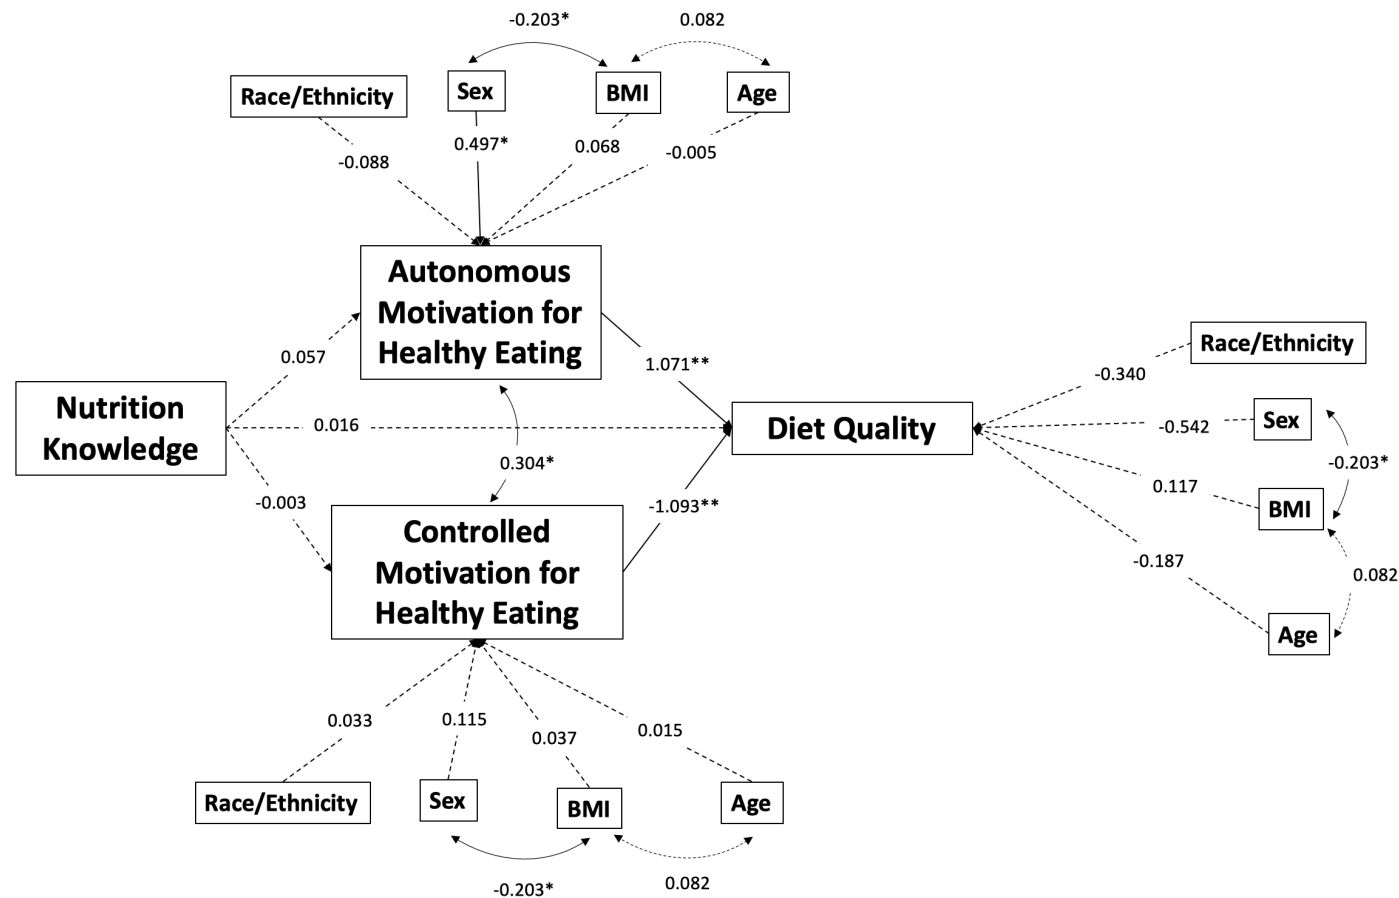 -0.203*
0.082
Race/Ethnicity
Sex
BMI
Age
-0.088
0.497*
0.068
-0.005
Autonomous
Motivation for
Healthy Eating
0.057
1.071**
Nutrition
Knowledge
0.016
0.304*
-0.003
-1.093**
Controlled
Motivation for
Healthy Eating
Diet Quality
Race/Ethnicity
-0.340
Sex
-0.542
-0.203*
0.117
BMI
-0.187
0.082
Age
0.033
0.115
0.037
0.015
Race/Ethnicity
Sex
BMI
Age
-0.203*
0.082